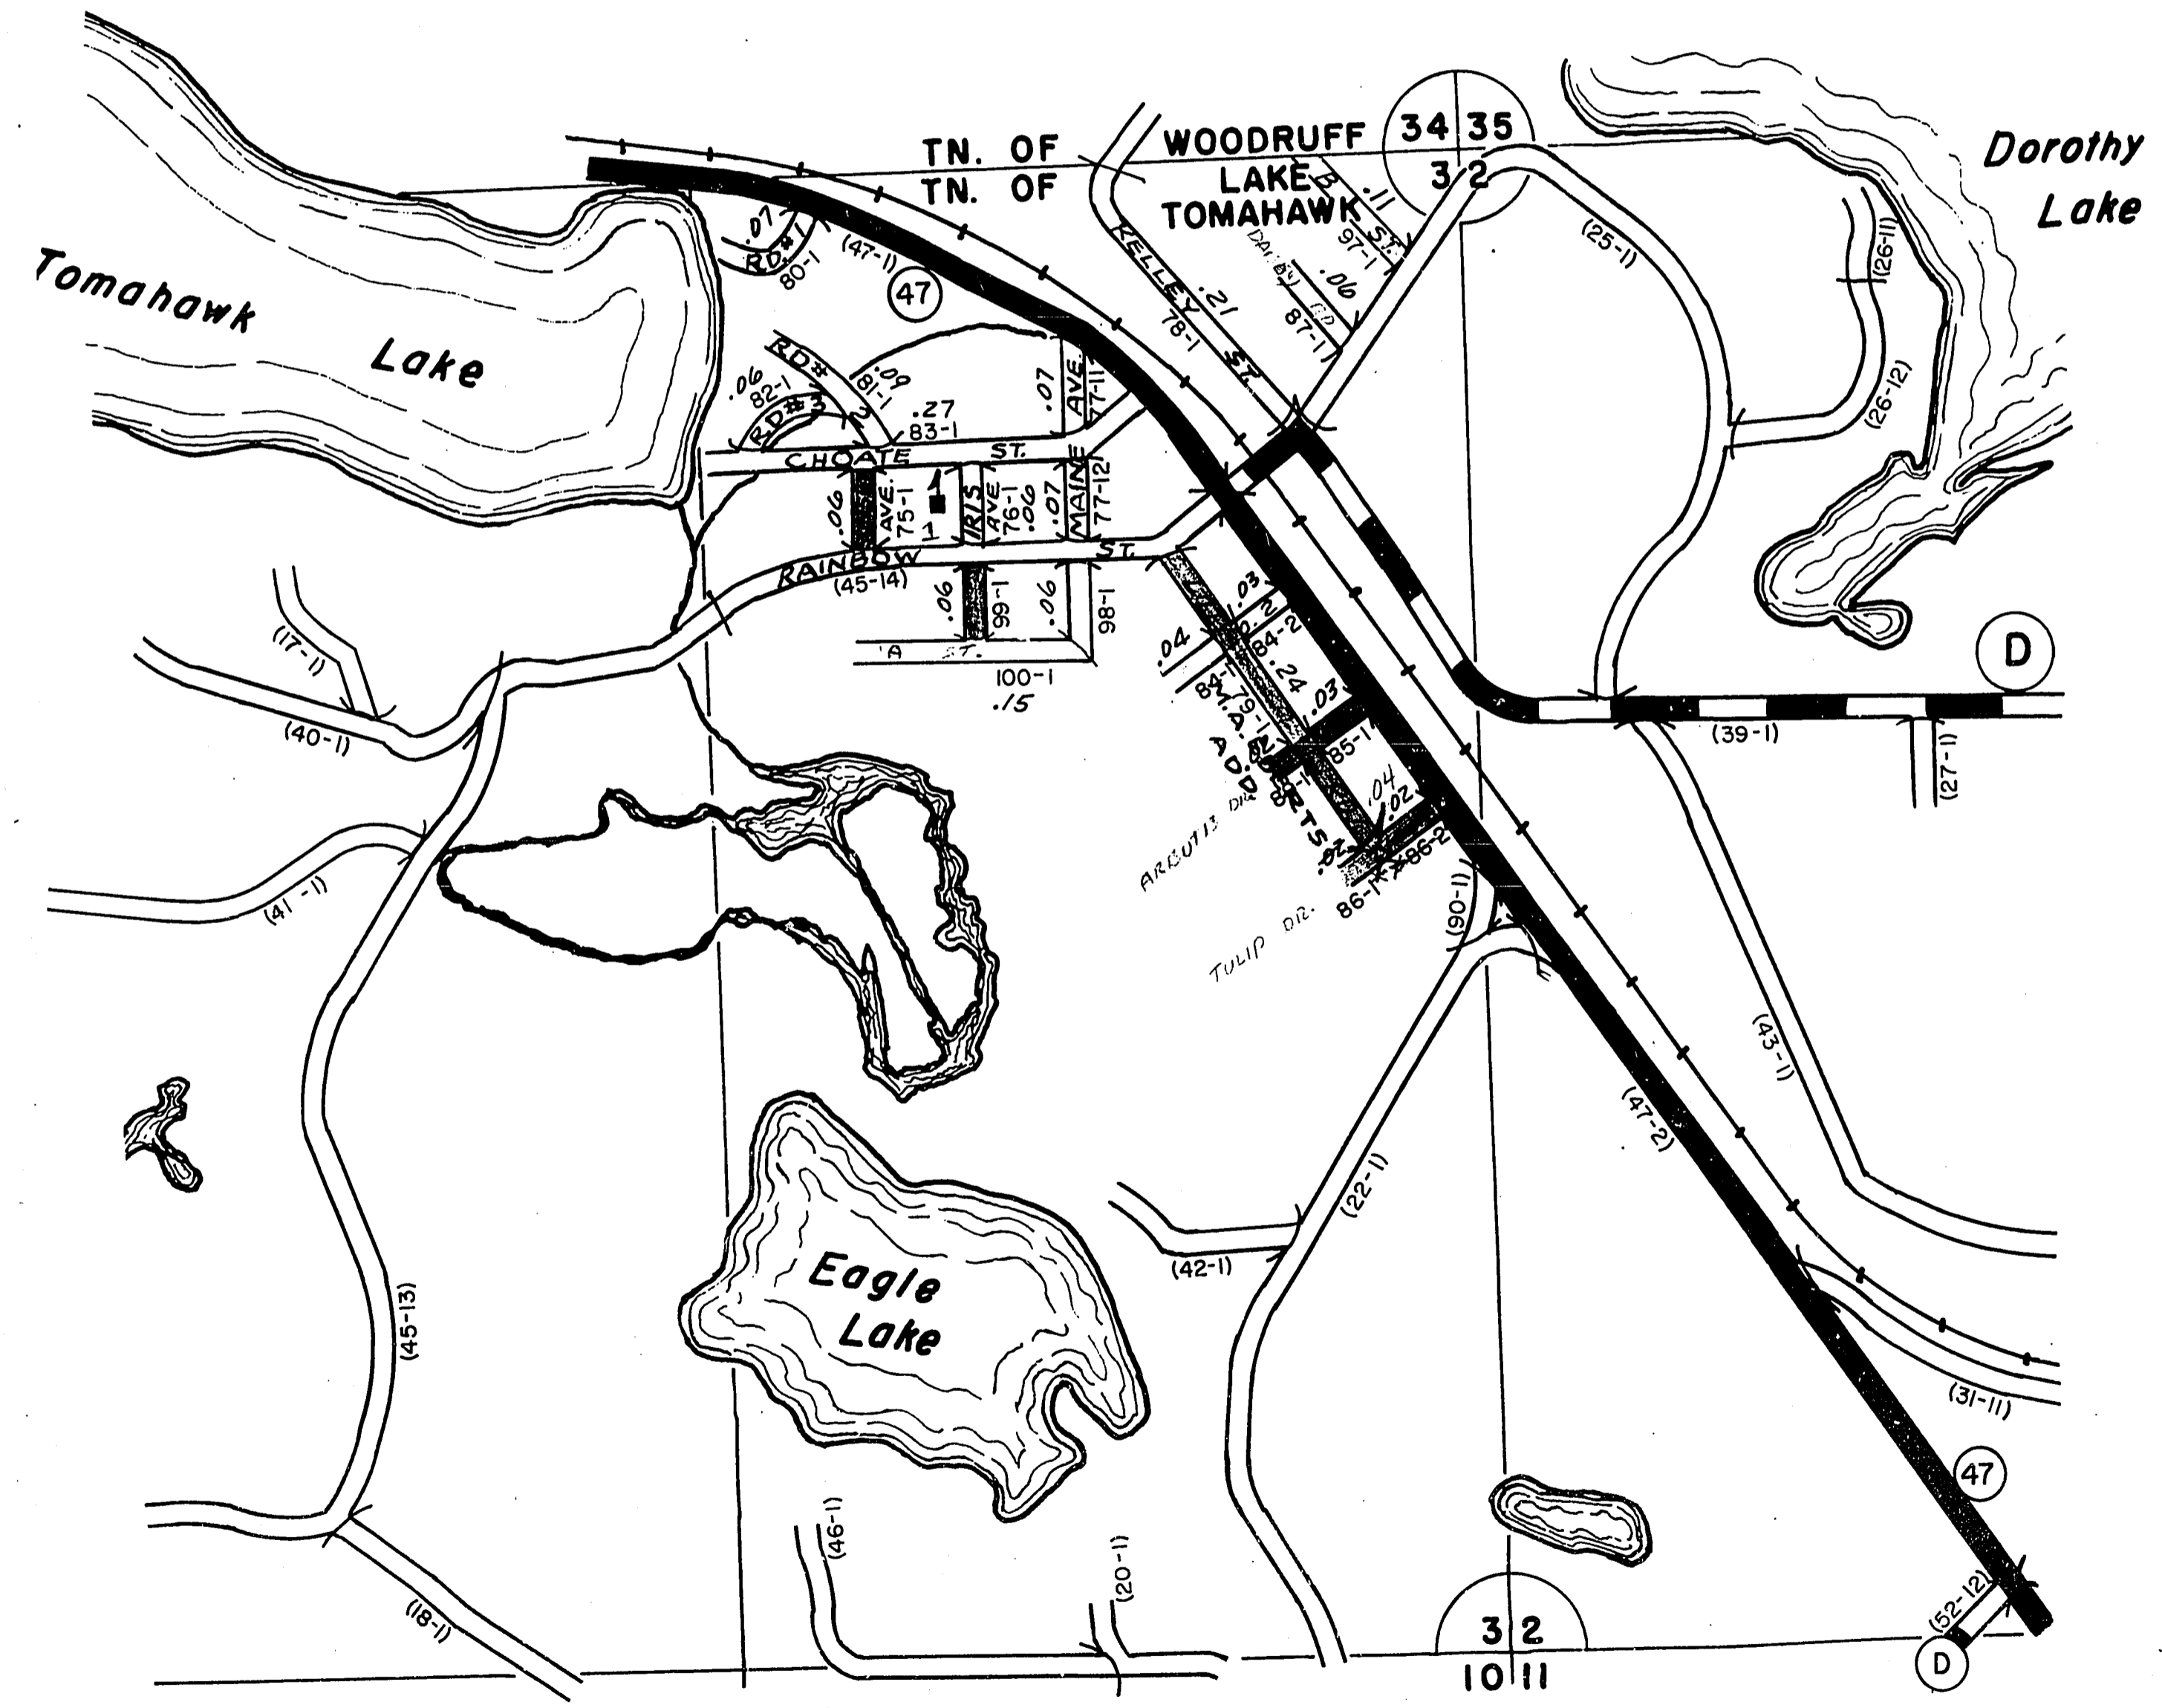 TN. OF WOODRUFF
TN. OF LAKE TOMAHAWK
34 35
3 2
Dorothy
Lake
Tomahawk
Lake
.07
RD. #1
80-1
(47-1)
47
KELLEY ST.
.21
78-1
B ST.
.11
97-1
.06
87-1
(25-1)
(26-11)
(26-12)
RD #2
.09
81-1
.06
82-1
RD #3
.27
83-1
.07
AVE.
77-11
CHOATE ST.
.06
AVE.
75-1
1
1
IRIS
AVE
76-1
.06
.07
MAINE
77-12
RAINBOW ST.
(45-14)
.06
99-1
.06
98-1
A ST.
100-1
.15
(17-1)
(40-1)
.03
84-2
.04
.24
79-1
.03
85-1
.04
.02
.02
86-2
86-1
ARBUTIS DR.
TULIP DR.
(90-1)
D
(39-1)
(27-1)
(41-1)
(43-1)
(47-2)
(22-1)
(42-1)
Eagle
Lake
(45-13)
(31-11)
47
(46-1)
(20-1)
(18-1)
(52-12)
D
3 2
10 11